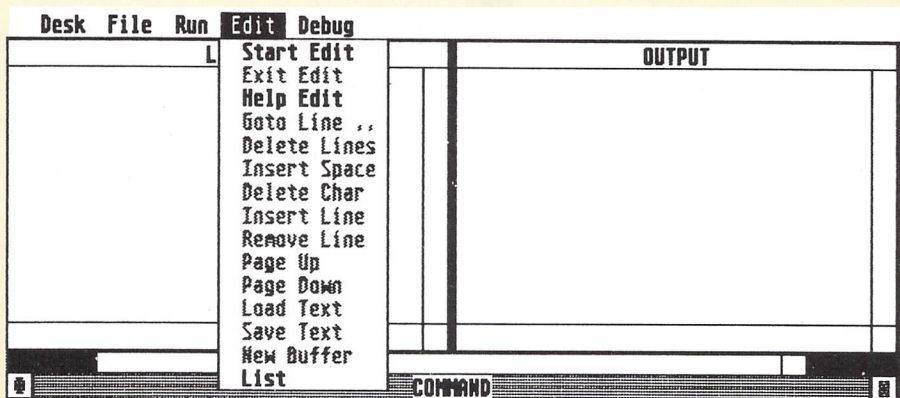 Desk File Run Edit Debug
L
OUTPUT
Start Edit
Exit Edit
Help Edit
Goto Line ..
Delete Lines
Insert Space
Delete Char
Insert Line
Remove Line
Page Up
Page Down
Load Text
Save Text
New Buffer
List
COMMAND